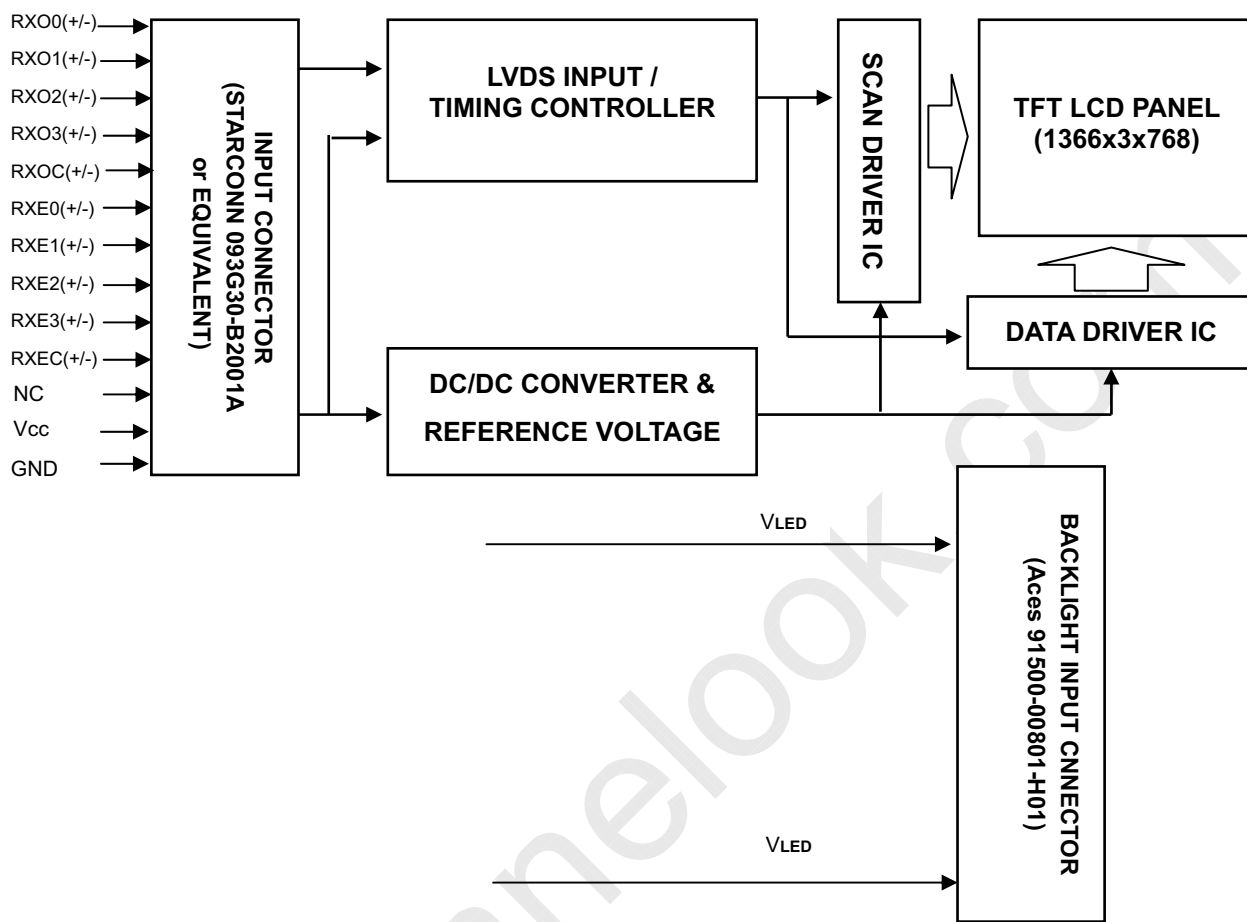 RXO0(+/-)
RXO1(+/-)
RXO2(+/-)
RXO3(+/-)
RXOC(+/-)
RXE0(+/-)
RXE1(+/-)
RXE2(+/-)
RXE3(+/-)
RXEC(+/-)
NC
Vcc
GND
INPUT CONNECTOR
(STARCONN 093G30-B2001A
or EQUIVALENT)
LVDS INPUT /
TIMING CONTROLLER
DC/DC CONVERTER &
REFERENCE VOLTAGE
SCAN DRIVER IC
TFT LCD PANEL
(1366x3x768)
DATA DRIVER IC
VLED
VLED
BACKLIGHT INPUT CNNECTOR
(Aces 91500-00801-H01)
nelook.com